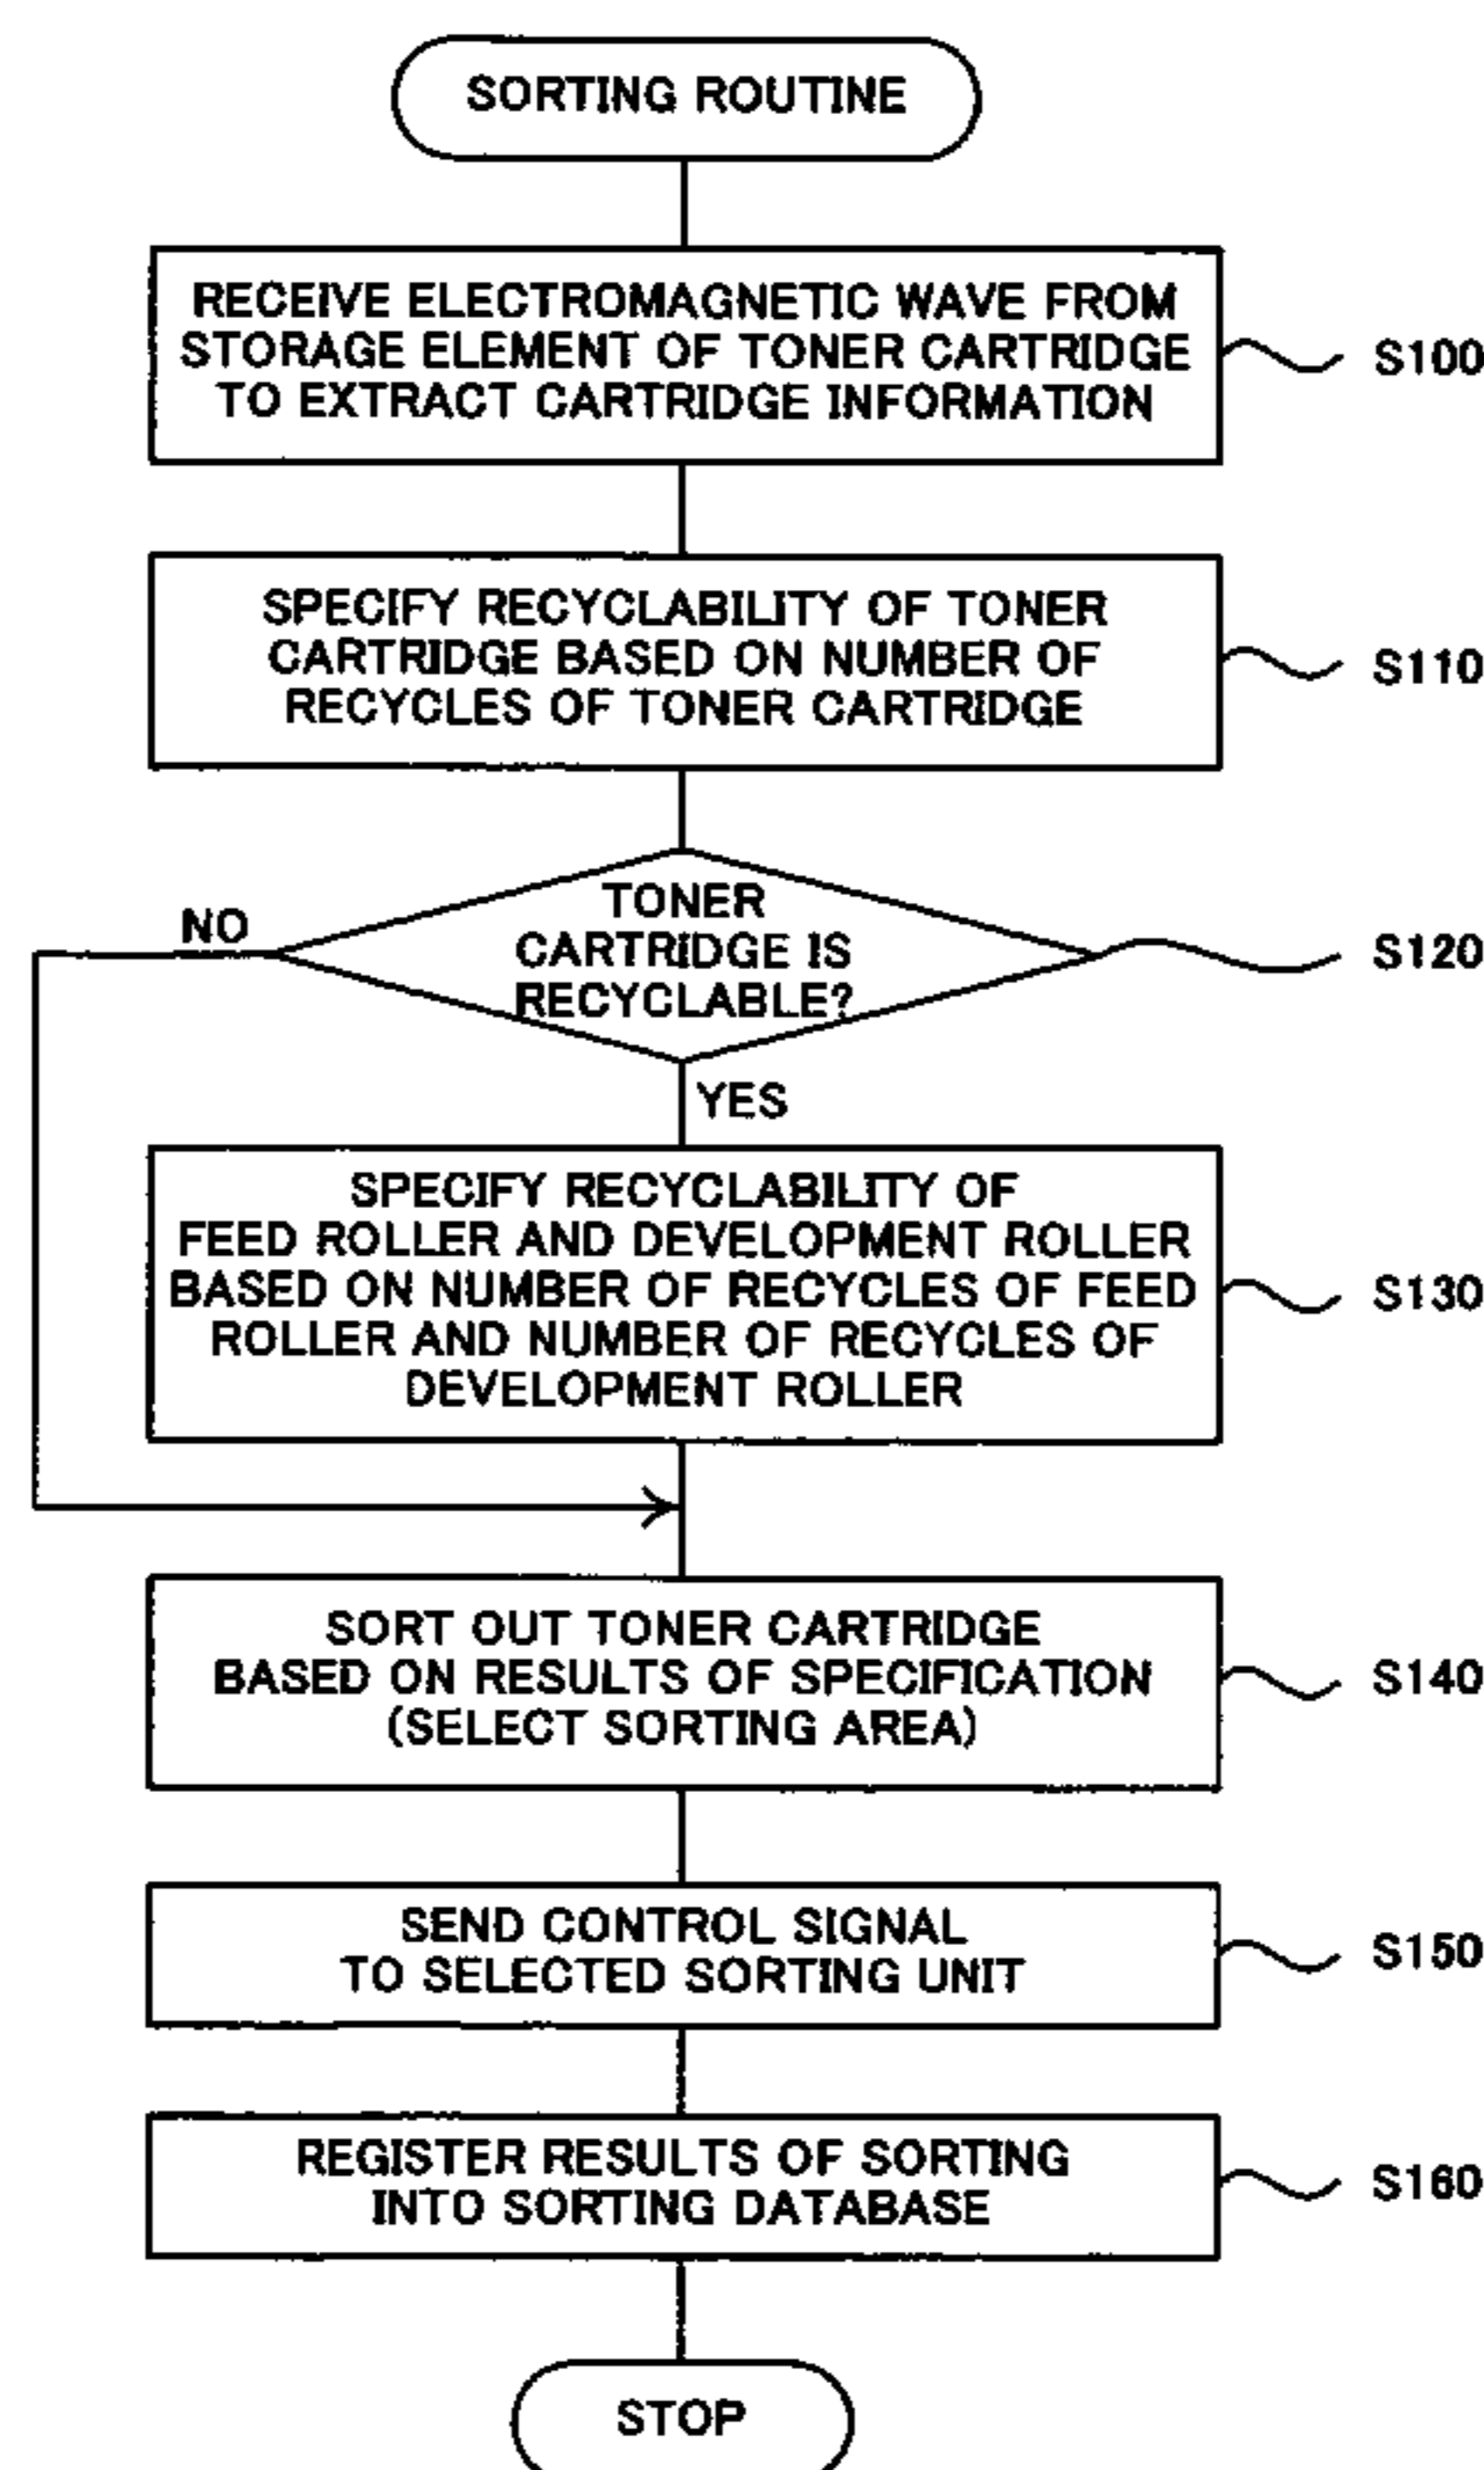 SORTING ROUTINE
RECEIVE ELECTROMAGNETIC WAVE FROM
STORAGE ELEMENT OF TONER CARTRIDGE
TO EXTRACT CARTRIDGE INFORMATION
S100
SPECIFY RECYCLABILITY OF TONER
CARTRIDGE BASED ON NUMBER OF
RECYCLES OF TONER CARTRIDGE
S110
NO
TONER
CARTRIDGE IS
RECYCLABLE?
S120
YES
SPECIFY RECYCLABILITY OF
FEED ROLLER AND DEVELOPMENT ROLLER
BASED ON NUMBER OF RECYCLES OF FEED
ROLLER AND NUMBER OF RECYCLES OF
DEVELOPMENT ROLLER
S130
SORT OUT TONER CARTRIDGE
BASED ON RESULTS OF SPECIFICATION
(SELECT SORTING AREA)
S140
SEND CONTROL SIGNAL
TO SELECTED SORTING UNIT
S150
REGISTER RESULTS OF SORTING
INTO SORTING DATABASE
S160
STOP